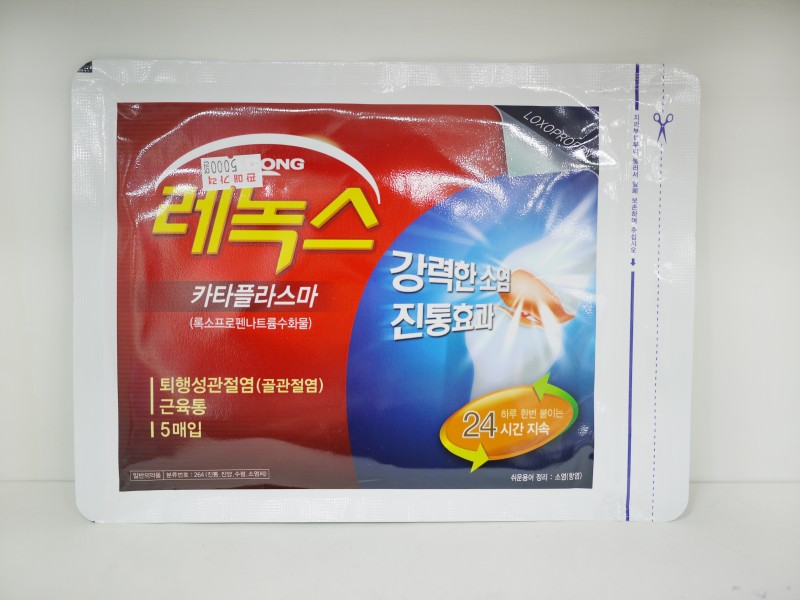 판매가격
5000원
레녹스
카타플라스마
(록소프로펜나트륨수화물)
강력한 소염
진통효과
퇴행성관절염(골관절염)
근육통
5매입
하루 한번 붙이는
24시간 지속
일반의약품 분류번호 : 264 (진통, 진양, 수렴, 소염제)
쉬운용어 정리 : 소염(항염)